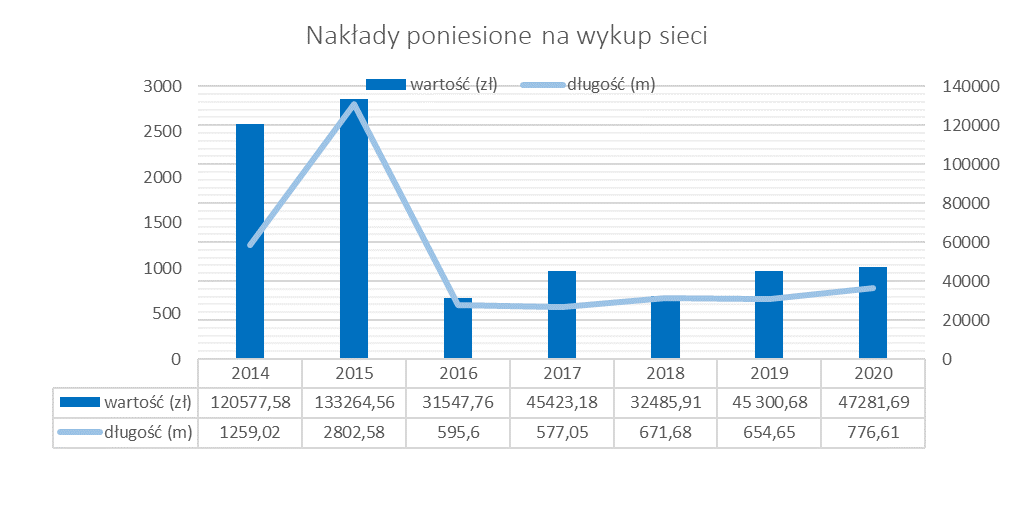 Nakłady poniesione na wykup sieci
wartość (zł) długość (m)
3000 140000
2500 120000
2000 100000
1500 80000
1000 60000
500 40000
0 20000
0
2014 2015 2016 2017 2018 2019 2020
wartość (zł) 120577,58 133264,56 31547,76 45423,18 32485,91 45 300,68 47281,69
długość (m) 1259,02 2802,58 595,6 577,05 671,68 654,65 776,61